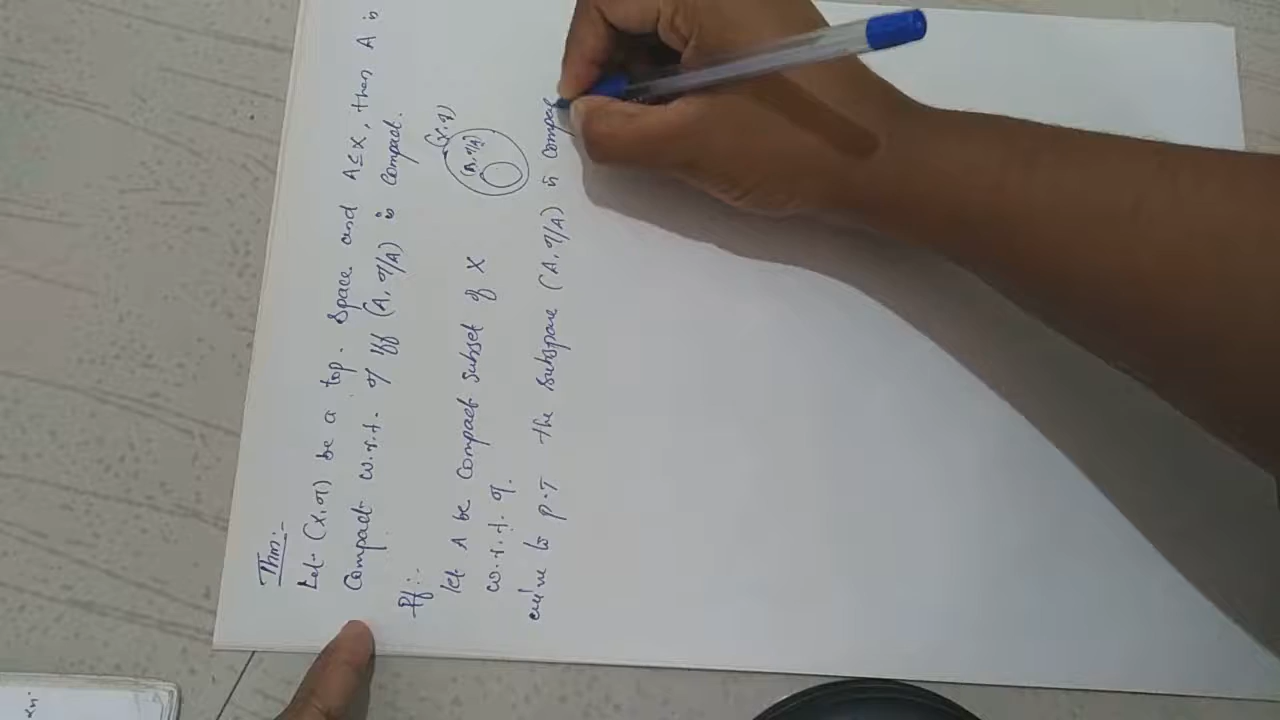 Thm:-
Let (X, η) be a top. Space and A ⊆ X, then A is
Compact w.r.t. η iff (A, η/A) is Compact.
Pf:-
let A be Compact subset of X
w.r.t. η.
(X, η)
(A, η/A)
we've to p.T the subspace (A, η/A) is compac